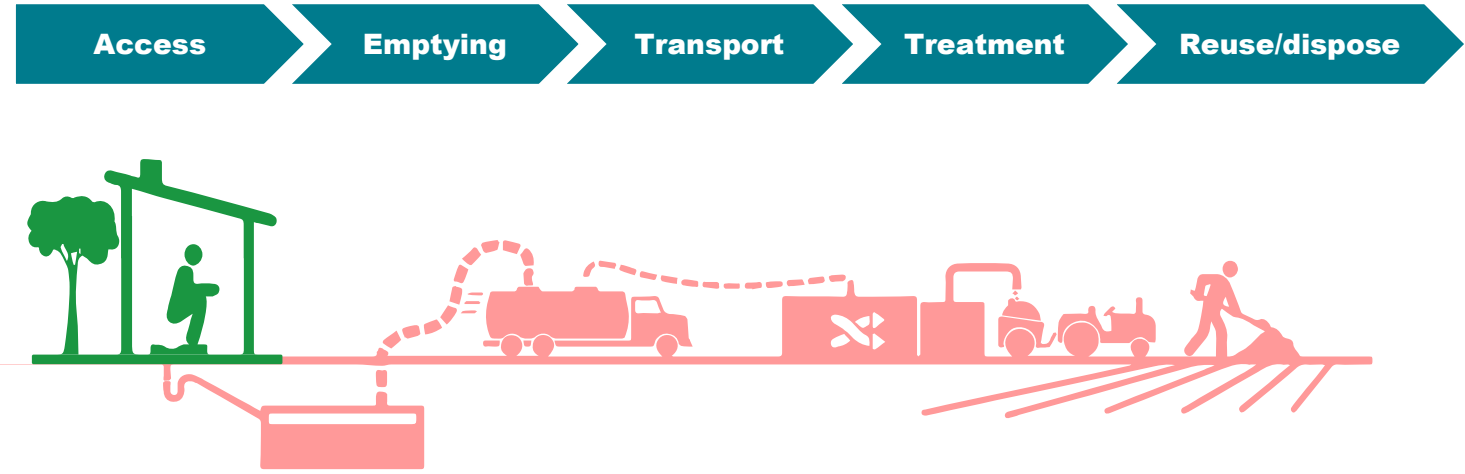 Access
Emptying
Transport
Treatment
Reuse/dispose